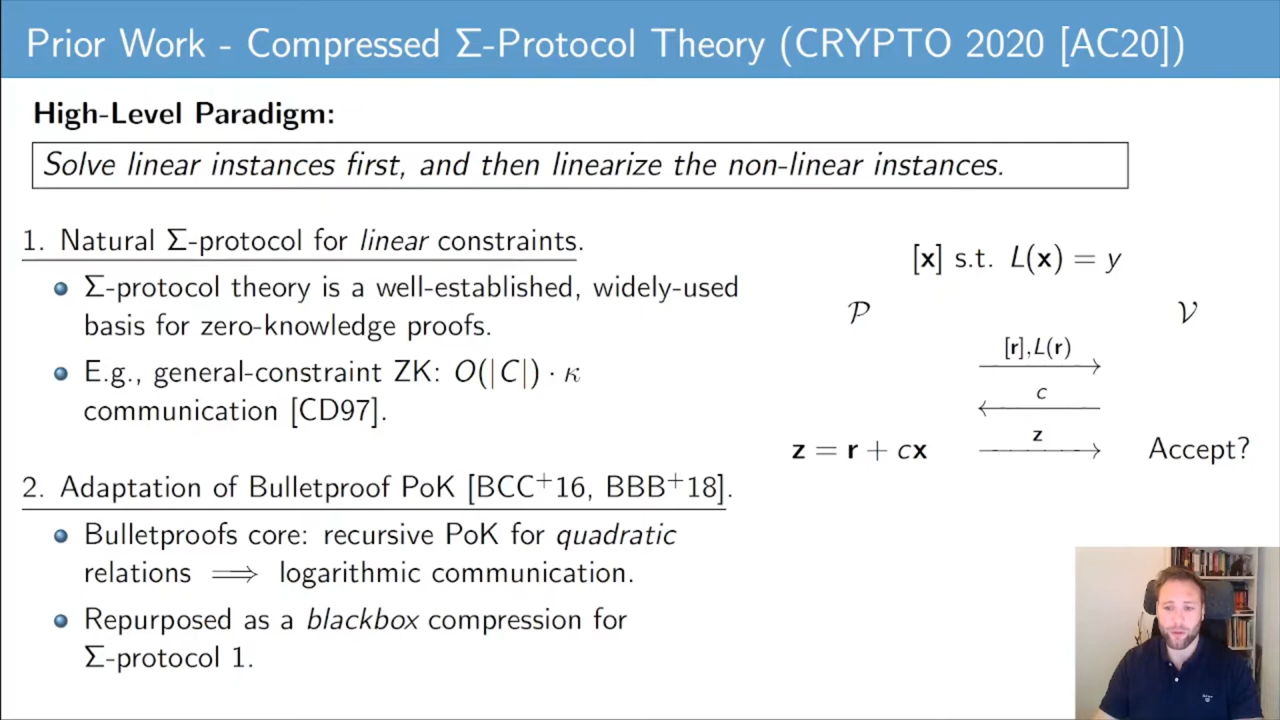 Prior Work - Compressed Σ-Protocol Theory (CRYPTO 2020 [AC20])
High-Level Paradigm:
Solve linear instances first, and then linearize the non-linear instances.
1. Natural Σ-protocol for linear constraints.
Σ-protocol theory is a well-established, widely-used
basis for zero-knowledge proofs.
E.g., general-constraint ZK: O(|C|) · κ
communication [CD97].
2. Adaptation of Bulletproof PoK [BCC⁺16, BBB⁺18].
Bulletproofs core: recursive PoK for quadratic
relations ⟹ logarithmic communication.
Repurposed as a blackbox compression for
Σ-protocol 1.
[x] s.t. L(x) = y
𝒫 𝒱
[r],L(r)
c
z
z = r + cx Accept?